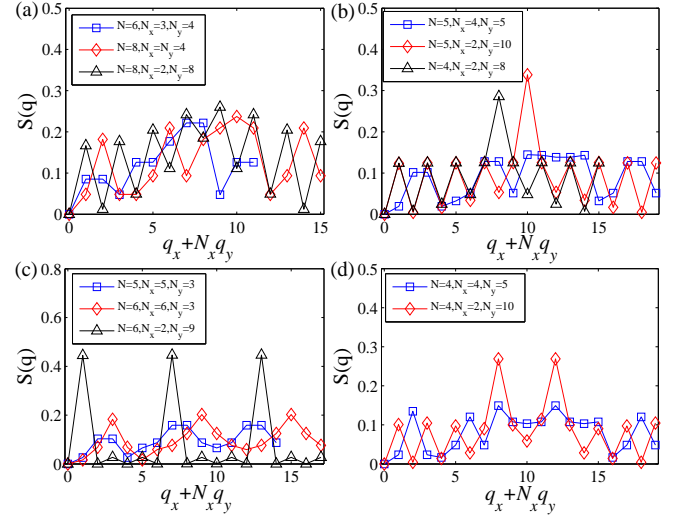 (a)
0.5
0.4
0.3
0.2
0.1
0
S(q)
N=6,N_x=3,N_y=4
N=8,N_x=N_y=4
N=8,N_x=2,N_y=8
0 5 10 15
q_x+N_xq_y
(b)
0.5
0.4
0.3
0.2
0.1
0
S(q)
N=5,N_x=4,N_y=5
N=5,N_x=2,N_y=10
N=4,N_x=2,N_y=8
0 5 10 15
q_x+N_xq_y
(c)
0.8
0.6
0.4
0.2
0
S(q)
N=5,N_x=5,N_y=3
N=6,N_x=6,N_y=3
N=6,N_x=2,N_y=9
0 5 10 15
q_x+N_xq_y
(d)
0.5
0.4
0.3
0.2
0.1
0
S(q)
N=4,N_x=4,N_y=5
N=4,N_x=2,N_y=10
0 5 10 15
q_x+N_xq_y